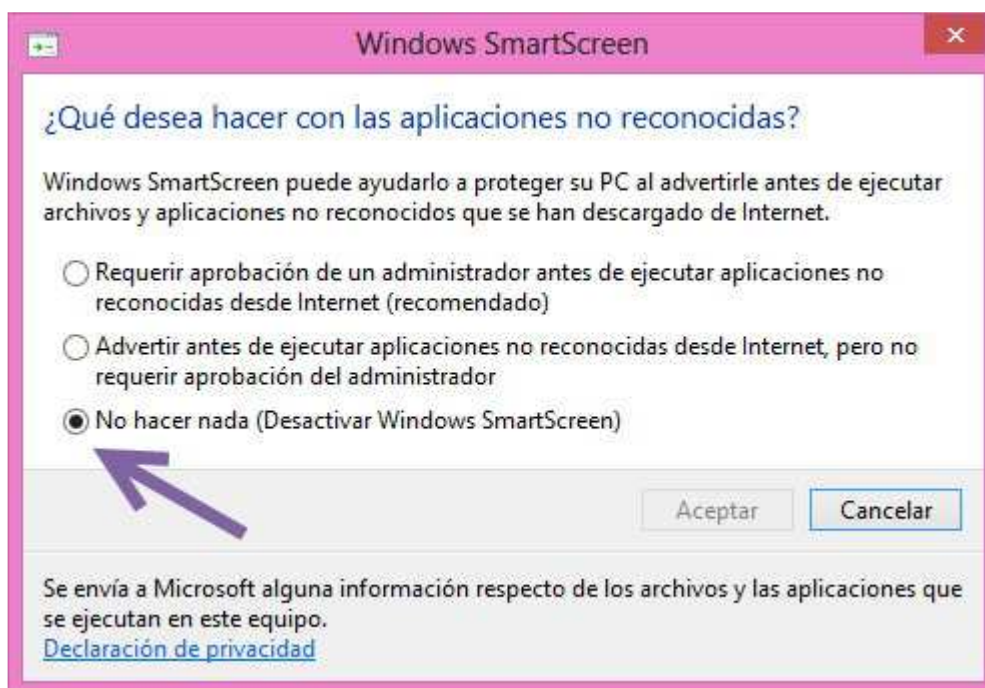 Windows SmartScreen
¿Qué desea hacer con las aplicaciones no reconocidas?
Windows SmartScreen puede ayudarlo a proteger su PC al advertirle antes de ejecutar
archivos y aplicaciones no reconocidos que se han descargado de Internet.
Requerir aprobación de un administrador antes de ejecutar aplicaciones no
reconocidas desde Internet (recomendado)
Advertir antes de ejecutar aplicaciones no reconocidas desde Internet, pero no
requerir aprobación del administrador
No hacer nada (Desactivar Windows SmartScreen)
Aceptar Cancelar
Se envía a Microsoft alguna información respecto de los archivos y las aplicaciones que
se ejecutan en este equipo.
Declaración de privacidad